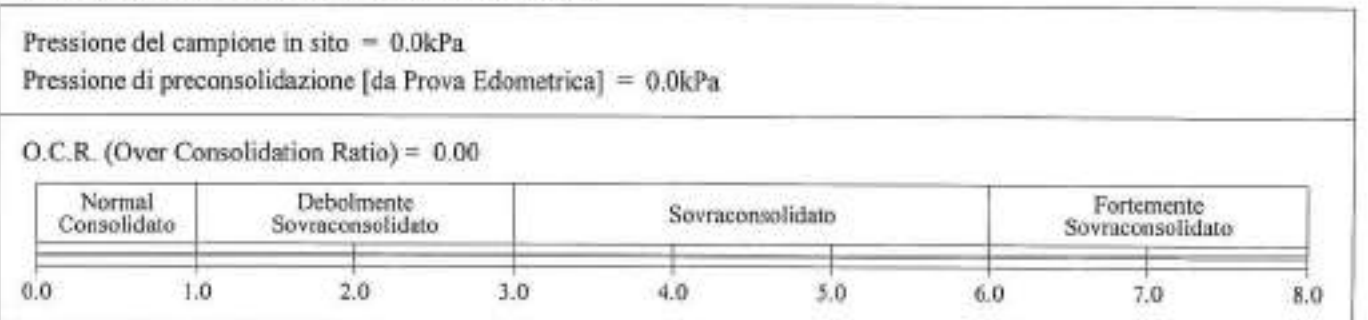 Pressione del campione in sito = 0.0kPa
Pressione di preconsolidazione [da Prova Edometrica] = 0.0kPa
O.C.R. (Over Consolidation Ratio) = 0.00
Normal
Consolidato
Debolmente
Sovraconsolidato
Sovraconsolidato
Fortemente
Sovraconsolidato
0.0 1.0 2.0 3.0 4.0 5.0 6.0 7.0 8.0